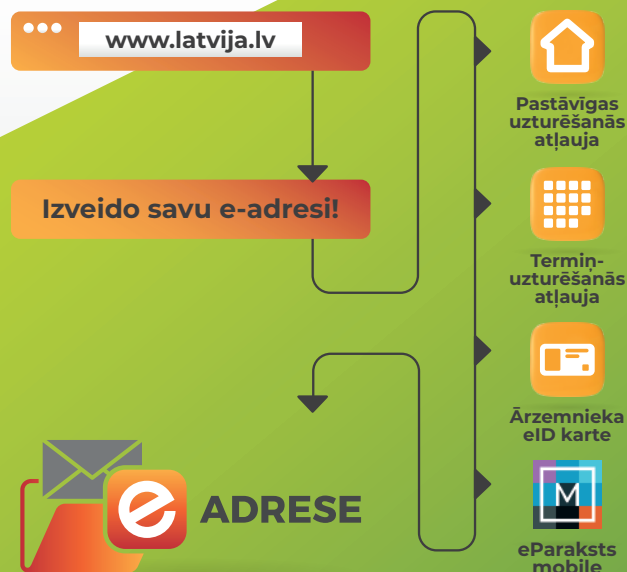 www.latvija.lv
Izveido savu e-adresi!
Pastāvīgas
uzturēšanās
atļauja
Termiņ-
uzturēšanās
atļauja
Ārzemnieka
eID karte
M
eParaksts
mobile
e ADRESE